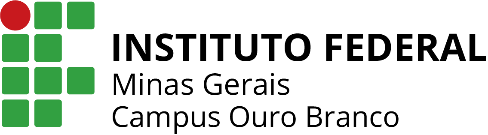 INSTITUTO FEDERAL
Minas Gerais
Campus Ouro Branco